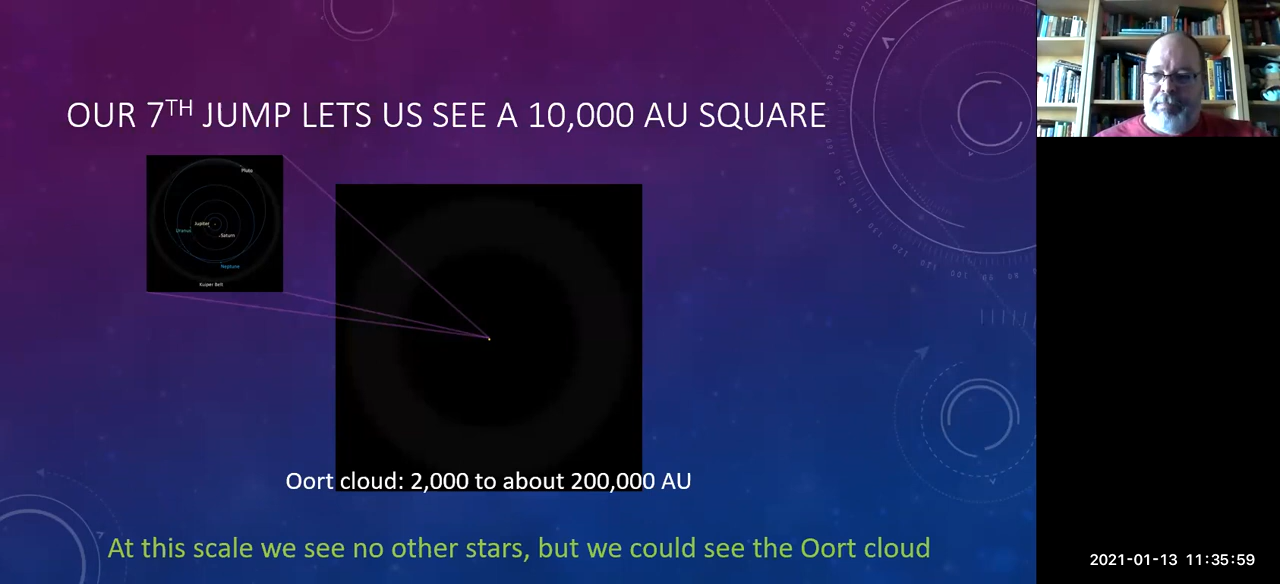 OUR 7TH JUMP LETS US SEE A 10,000 AU SQUARE
Pluto
Jupiter
Uranus
Saturn
Neptune
Kuiper Belt
Oort cloud: 2,000 to about 200,000 AU
At this scale we see no other stars, but we could see the Oort cloud
2021-01-13 11:35:59